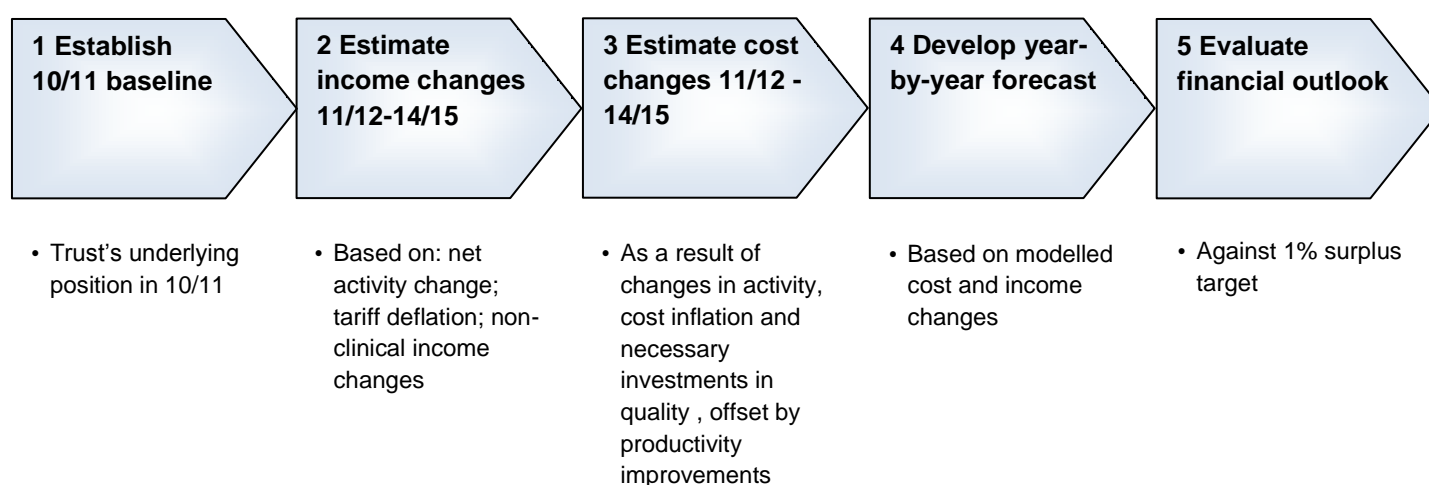 1 Establish
10/11 baseline
2 Estimate
income changes
11/12-14/15
3 Estimate cost
changes 11/12 -
14/15
4 Develop year-
by-year forecast
5 Evaluate
financial outlook
• Trust's underlying
position in 10/11
• Based on: net
activity change;
tariff deflation; non-
clinical income
changes
• As a result of
changes in activity,
cost inflation and
necessary
investments in
quality , offset by
productivity
improvements
• Based on modelled
cost and income
changes
• Against 1% surplus
target